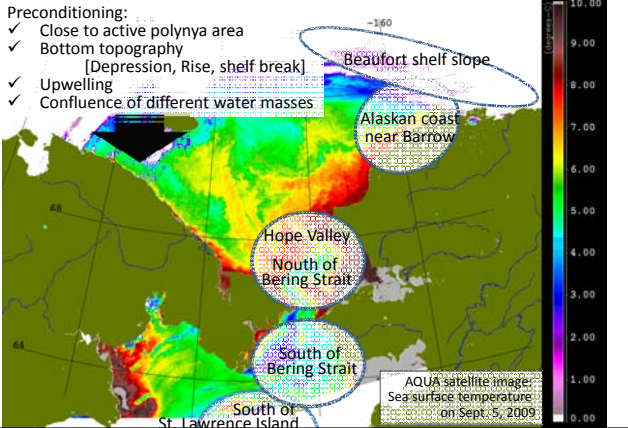 Preconditioning:
✓ Close to active polynya area
✓ Bottom topography
[Depression, Rise, shelf break]
✓ Upwelling
✓ Confluence of different water masses
-160
Beaufort shelf slope
Alaskan coast
near Barrow
68
Hope Valley
Nouth of
Bering Strait
64
South of
Bering Strait
South of
St. Lawrence Island
AQUA satellite image:
Sea surface temperature
on Sept. 5, 2009
(degrees-C)
10.00
9.00
8.00
7.00
6.00
5.00
4.00
3.00
2.00
1.00
0.00